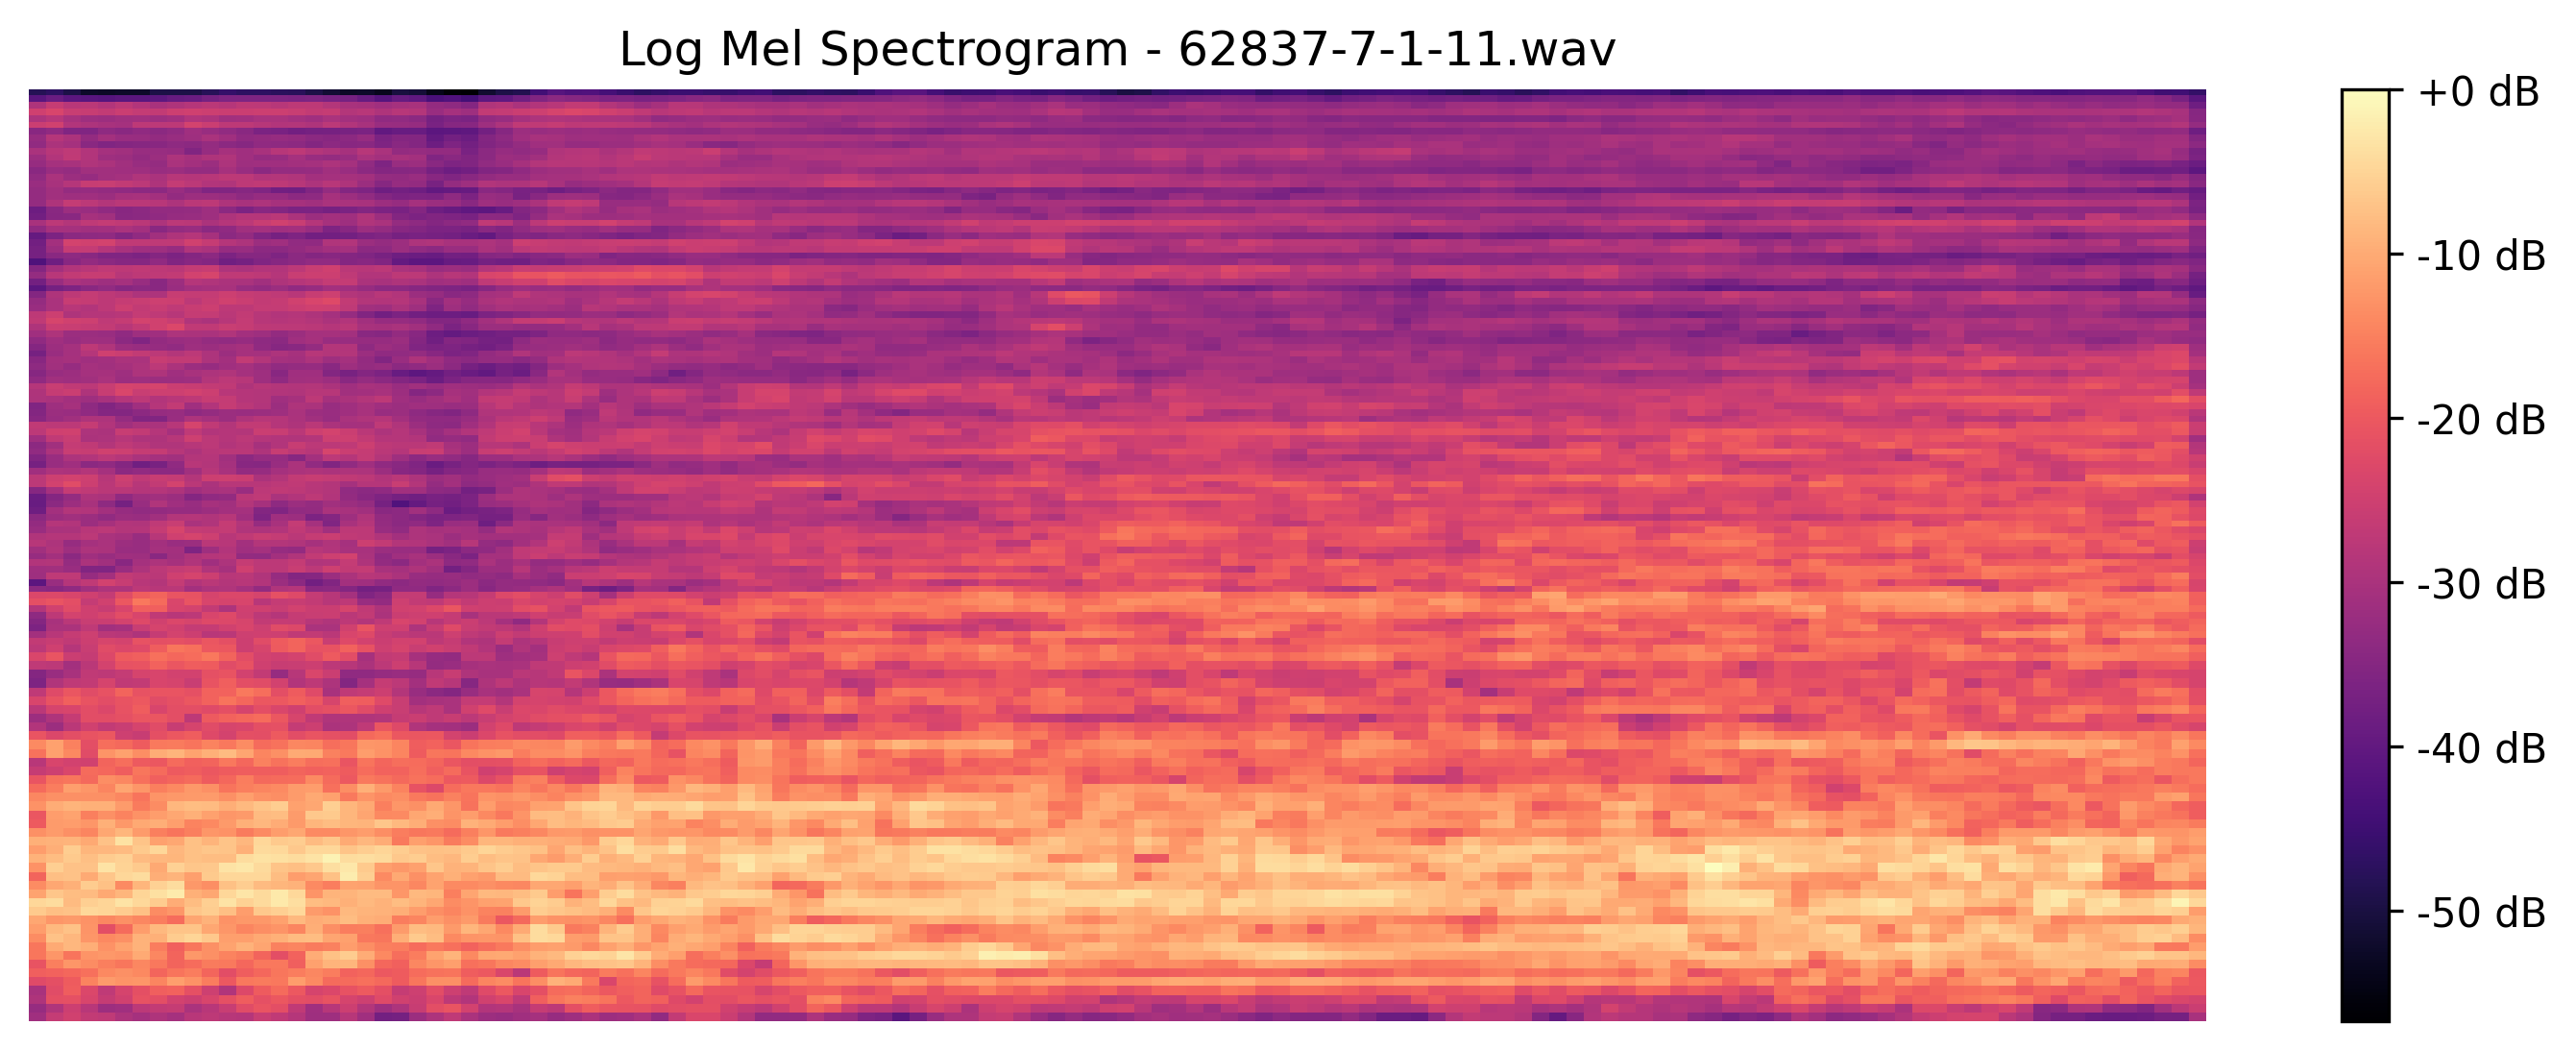 Log Mel Spectrogram - 62837-7-1-11.wav
+0 dB
-10 dB
-20 dB
-30 dB
-40 dB
-50 dB